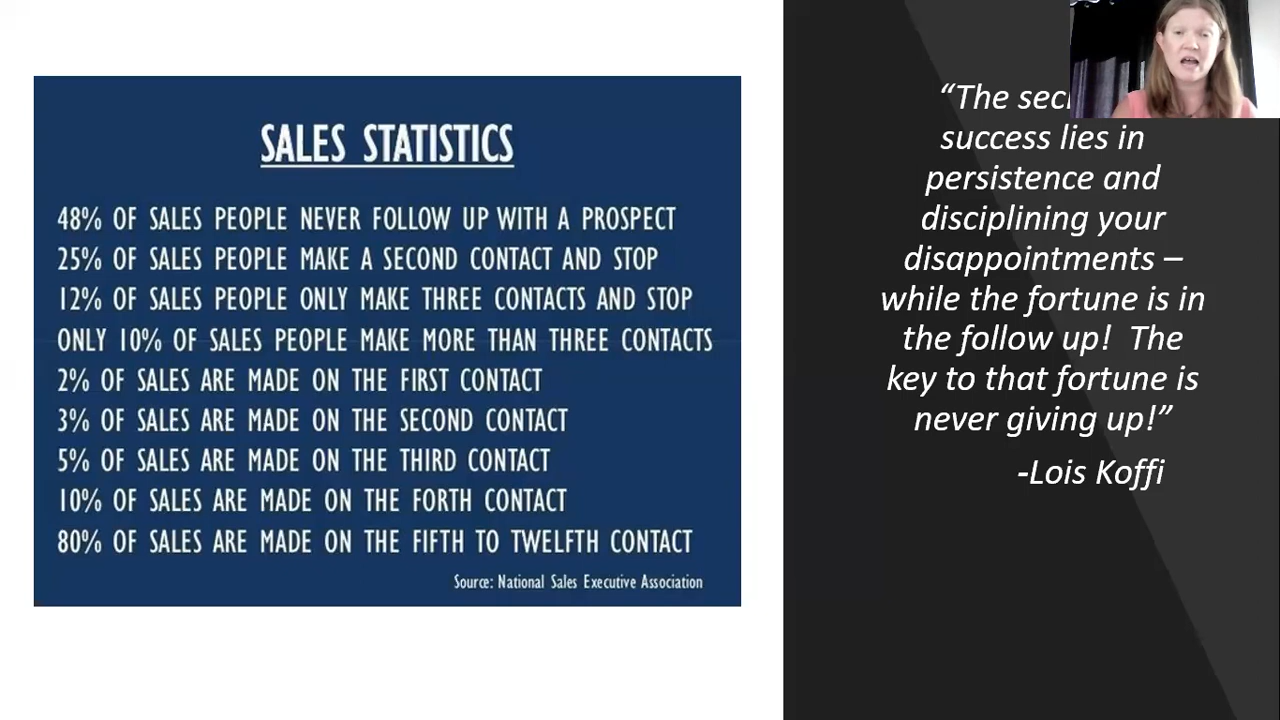 SALES STATISTICS
48% OF SALES PEOPLE NEVER FOLLOW UP WITH A PROSPECT
25% OF SALES PEOPLE MAKE A SECOND CONTACT AND STOP
12% OF SALES PEOPLE ONLY MAKE THREE CONTACTS AND STOP
ONLY 10% OF SALES PEOPLE MAKE MORE THAN THREE CONTACTS
2% OF SALES ARE MADE ON THE FIRST CONTACT
3% OF SALES ARE MADE ON THE SECOND CONTACT
5% OF SALES ARE MADE ON THE THIRD CONTACT
10% OF SALES ARE MADE ON THE FORTH CONTACT
80% OF SALES ARE MADE ON THE FIFTH TO TWELFTH CONTACT
Source: National Sales Executive Association
“The
success lies in
persistence and
disciplining your
disappointments –
while the fortune is in
the follow up! The
key to that fortune is
never giving up!”
-Lois Koffi